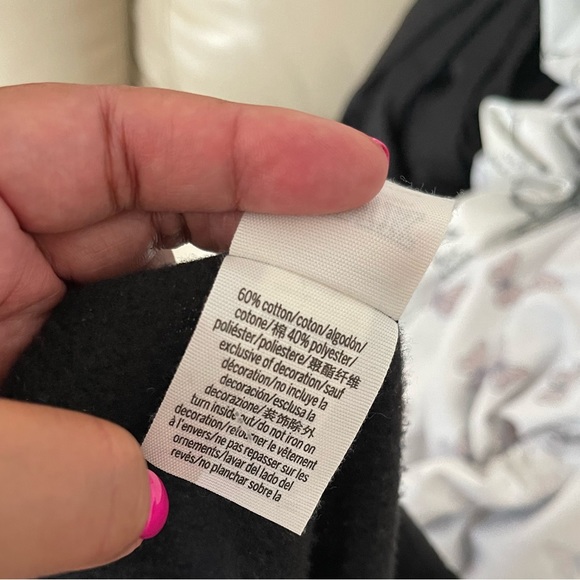 60% cotton/coton/algodón/
cotone/棉 40% polyester/
poliéster/poliestere/聚酯纤维
exclusive of decoration/sauf
décoration/no incluye la
decoración/esclusa la
decorazione/装饰除外
turn inside out/do not iron on
decoration/retourner le vêtement
à l'envers/ne pas repasser sur les
ornements/lavar del lado del
revés/no planchar sobre la